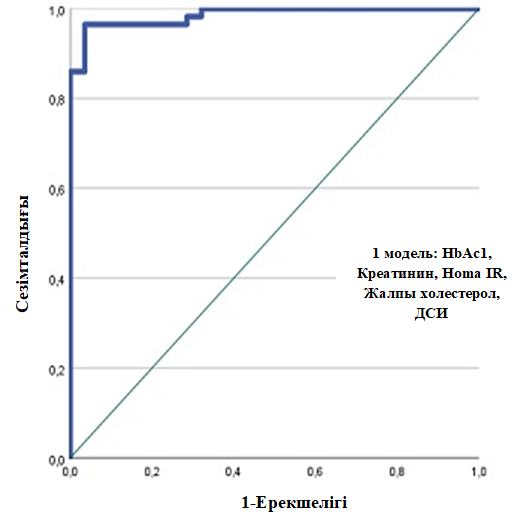 1,0
0,8
0,6
0,4
0,2
0,0
Сезімталдығы
1 модель: HbAc1,
Креатинин, Homa IR,
Жалпы холестерол,
ДСИ
0,0 0,2 0,4 0,6 0,8 1,0
1-Ерекшелігі